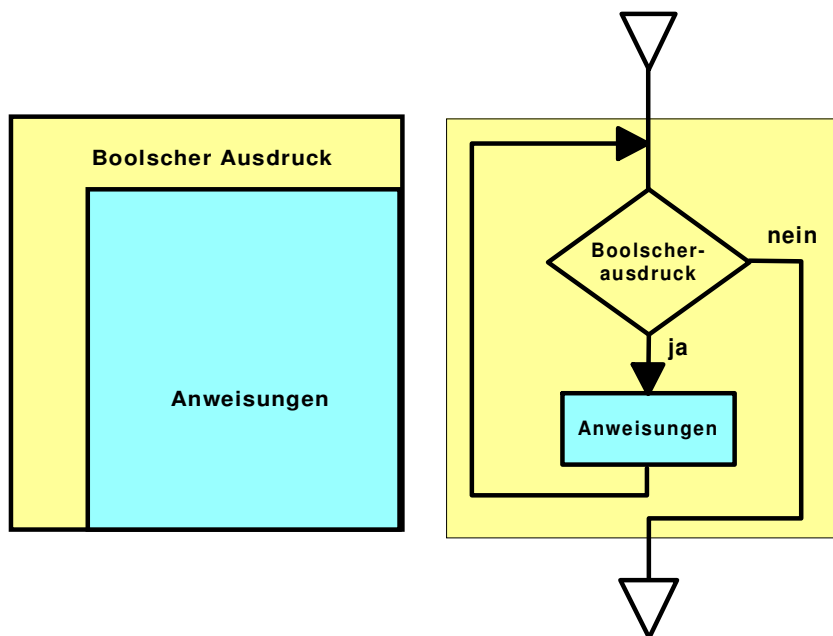 Boolscher Ausdruck
Anweisungen
nein
Boolscher-
ausdruck
ja
Anweisungen